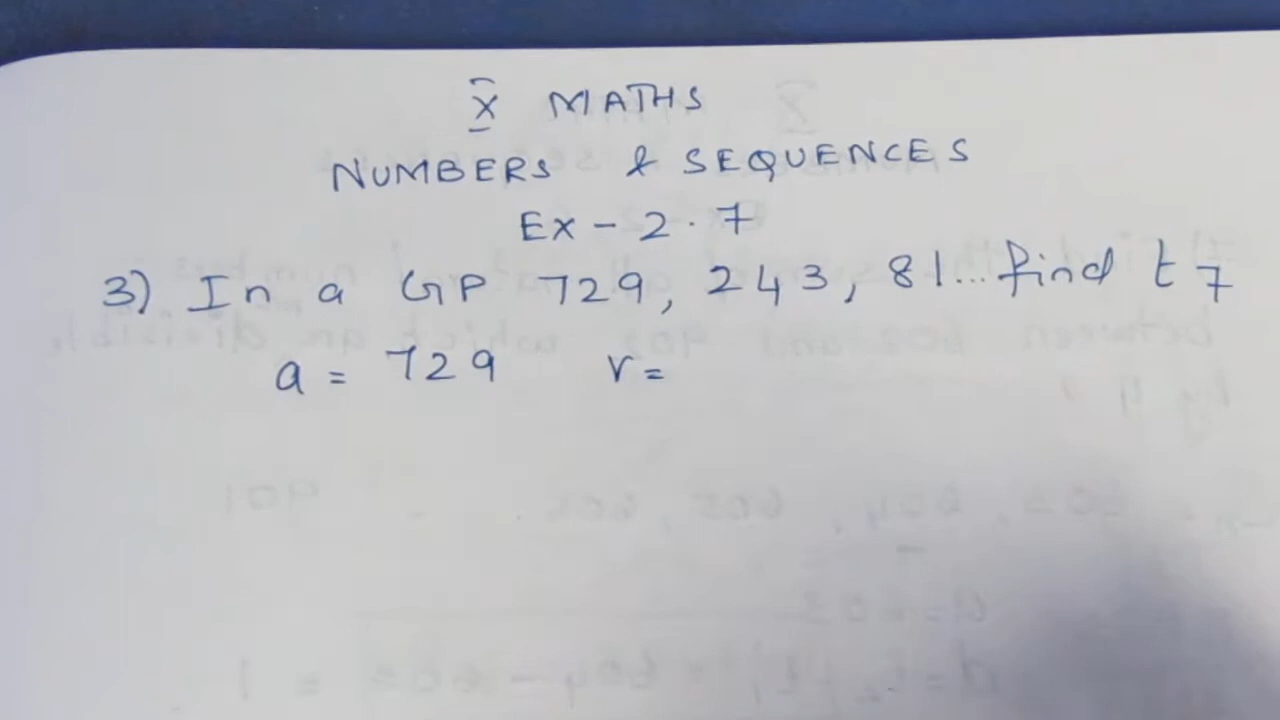 X MATHS
NUMBERS & SEQUENCES
Ex - 2.7
3) In a GP 729, 243, 81... find t7
a = 729 r =